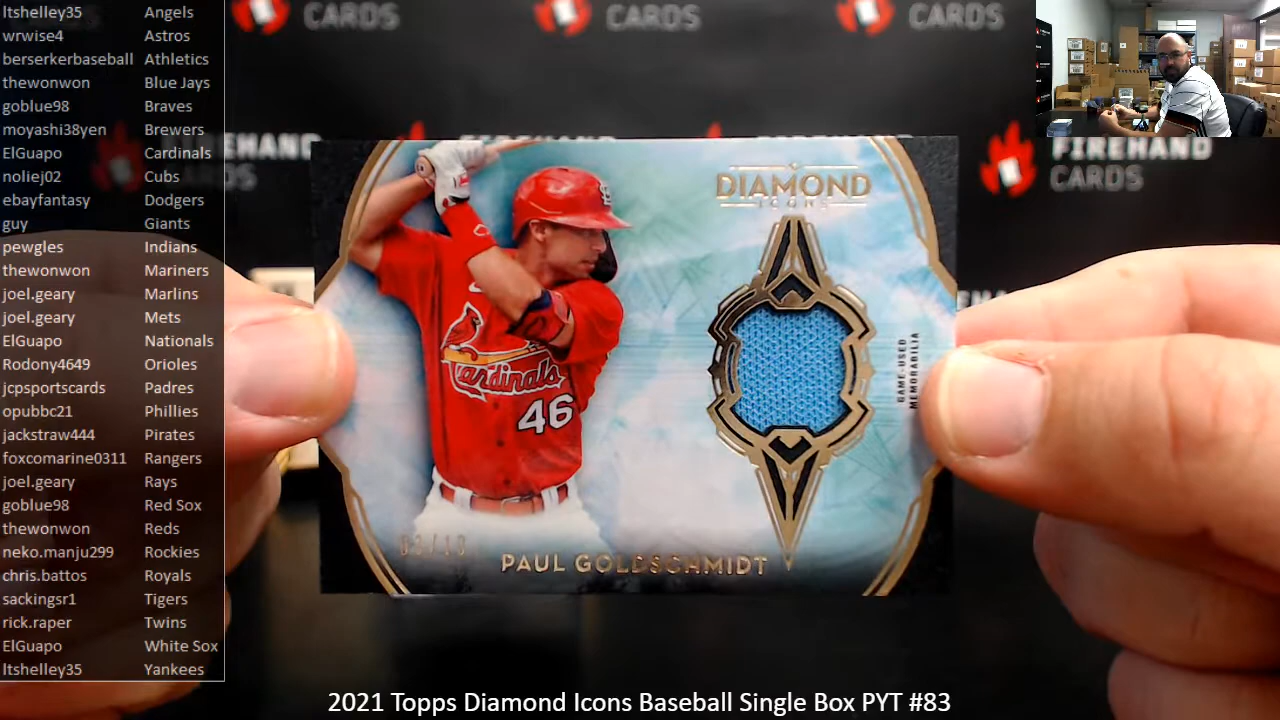 ltshelley35 Angels
wrwise4 Astros
berserkerbaseball Athletics
thewonwon Blue Jays
goblue98 Braves
moyashi38yen Brewers
ElGuapo Cardinals
noliej02 Cubs
ebayfantasy Dodgers
guy Giants
pewgles Indians
thewonwon Mariners
joel.geary Marlins
joel.geary Mets
ElGuapo Nationals
Rodony4649 Orioles
jcpsportscards Padres
opubbc21 Phillies
jackstraw444 Pirates
foxcomarine0311 Rangers
joel.geary Rays
goblue98 Red Sox
thewonwon Reds
neko.manju299 Rockies
chris.battos Royals
sackingsr1 Tigers
rick.raper Twins
ElGuapo White Sox
ltshelley35 Yankees
CARDS
CARDS
CARDS
FIREHAND
CARDS
DIAMOND
ICONS
Cardinals
46
GAME-USED
MEMORABILIA
PAUL GOLDSCHMIDT
2021 Topps Diamond Icons Baseball Single Box PYT #83